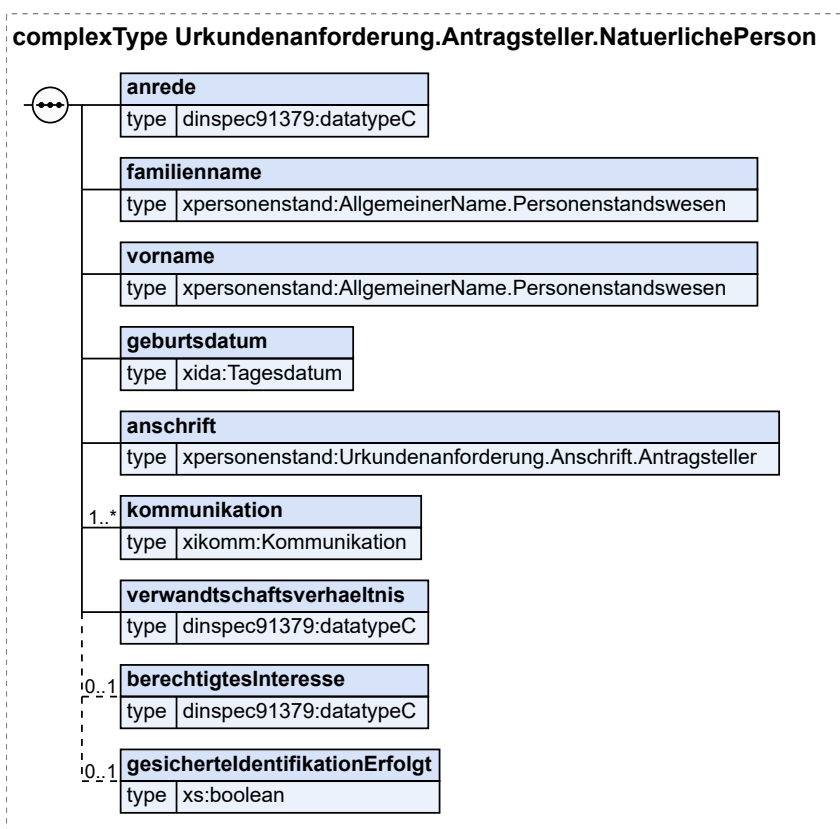 complexType Urkundenanforderung.Antragsteller.NatuerlichePerson
anrede
type dinspec91379:datatypeC
familienname
type xpersonenstand:AllgemeinerName.Personenstandswesen
vorname
type xpersonenstand:AllgemeinerName.Personenstandswesen
geburtsdatum
type xida:Tagesdatum
anschrift
type xpersonenstand:Urkundenanforderung.Anschrift.Antragsteller
1..* kommunikation
type xikomm:Kommunikation
verwandtschaftsverhaeltnis
type dinspec91379:datatypeC
0..1 berechtigtesInteresse
type dinspec91379:datatypeC
0..1 gesicherteIdentifikationErfolgt
type xs:boolean